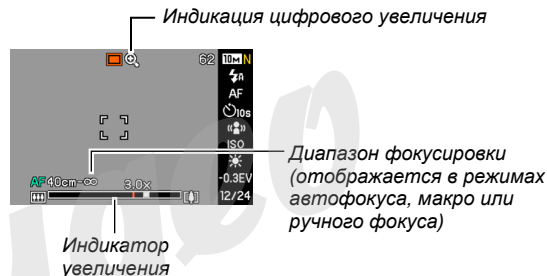 Индикация цифрового увеличения
62 10M N
A
AF
10s
ISO
AF 40cm-∞ 3.0x
-0.3EV
12/24
Диапазон фокусировки
(отображается в режимах
автофокуса, макро или
ручного фокуса)
Индикатор
увеличения